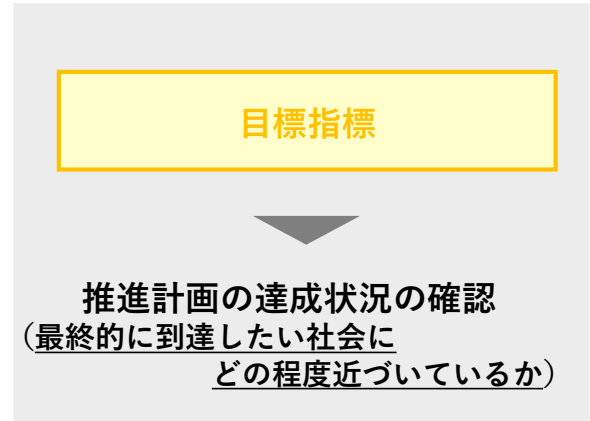 目標指標
推進計画の達成状況の確認
（最終的に到達したい社会に
どの程度近づいているか）